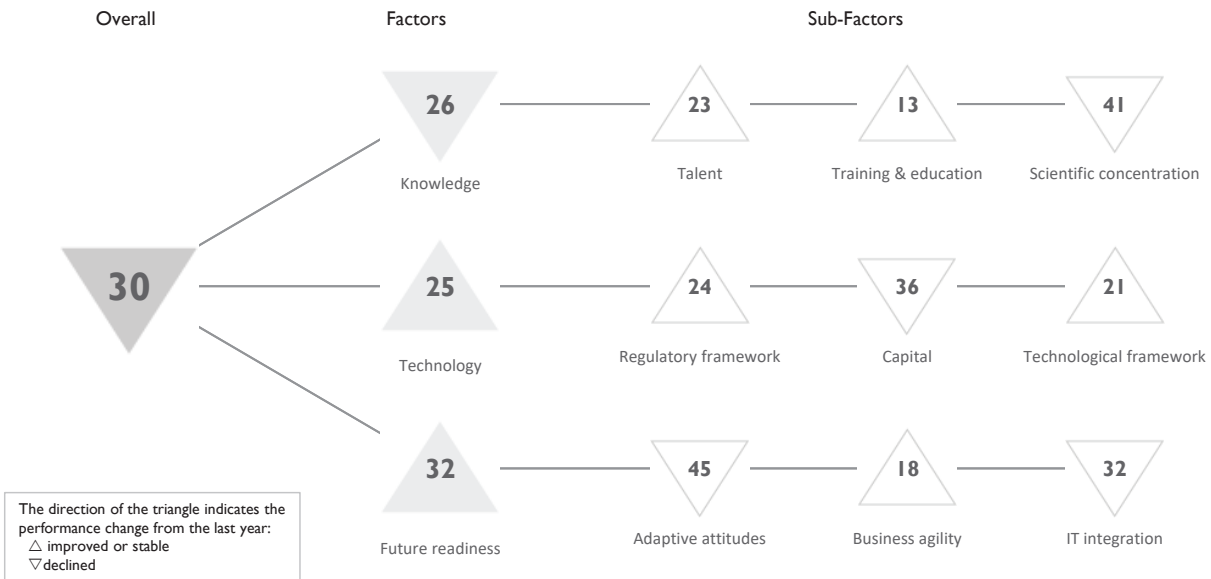 Overall Factors Sub-Factors
26 23 13 41
Knowledge Talent Training & education Scientific concentration
30 25 24 36 21
Technology Regulatory framework Capital Technological framework
32 45 18 32
Future readiness Adaptive attitudes Business agility IT integration
The direction of the triangle indicates the
performance change from the last year:
△ improved or stable
▽declined